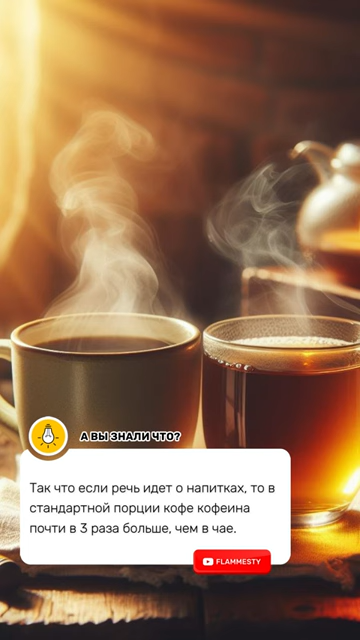 А ВЫ ЗНАЛИ ЧТО?
Так что если речь идет о напитках, то в
стандартной порции кофе кофеина
почти в 3 раза больше, чем в чае.
FLAMMESTY